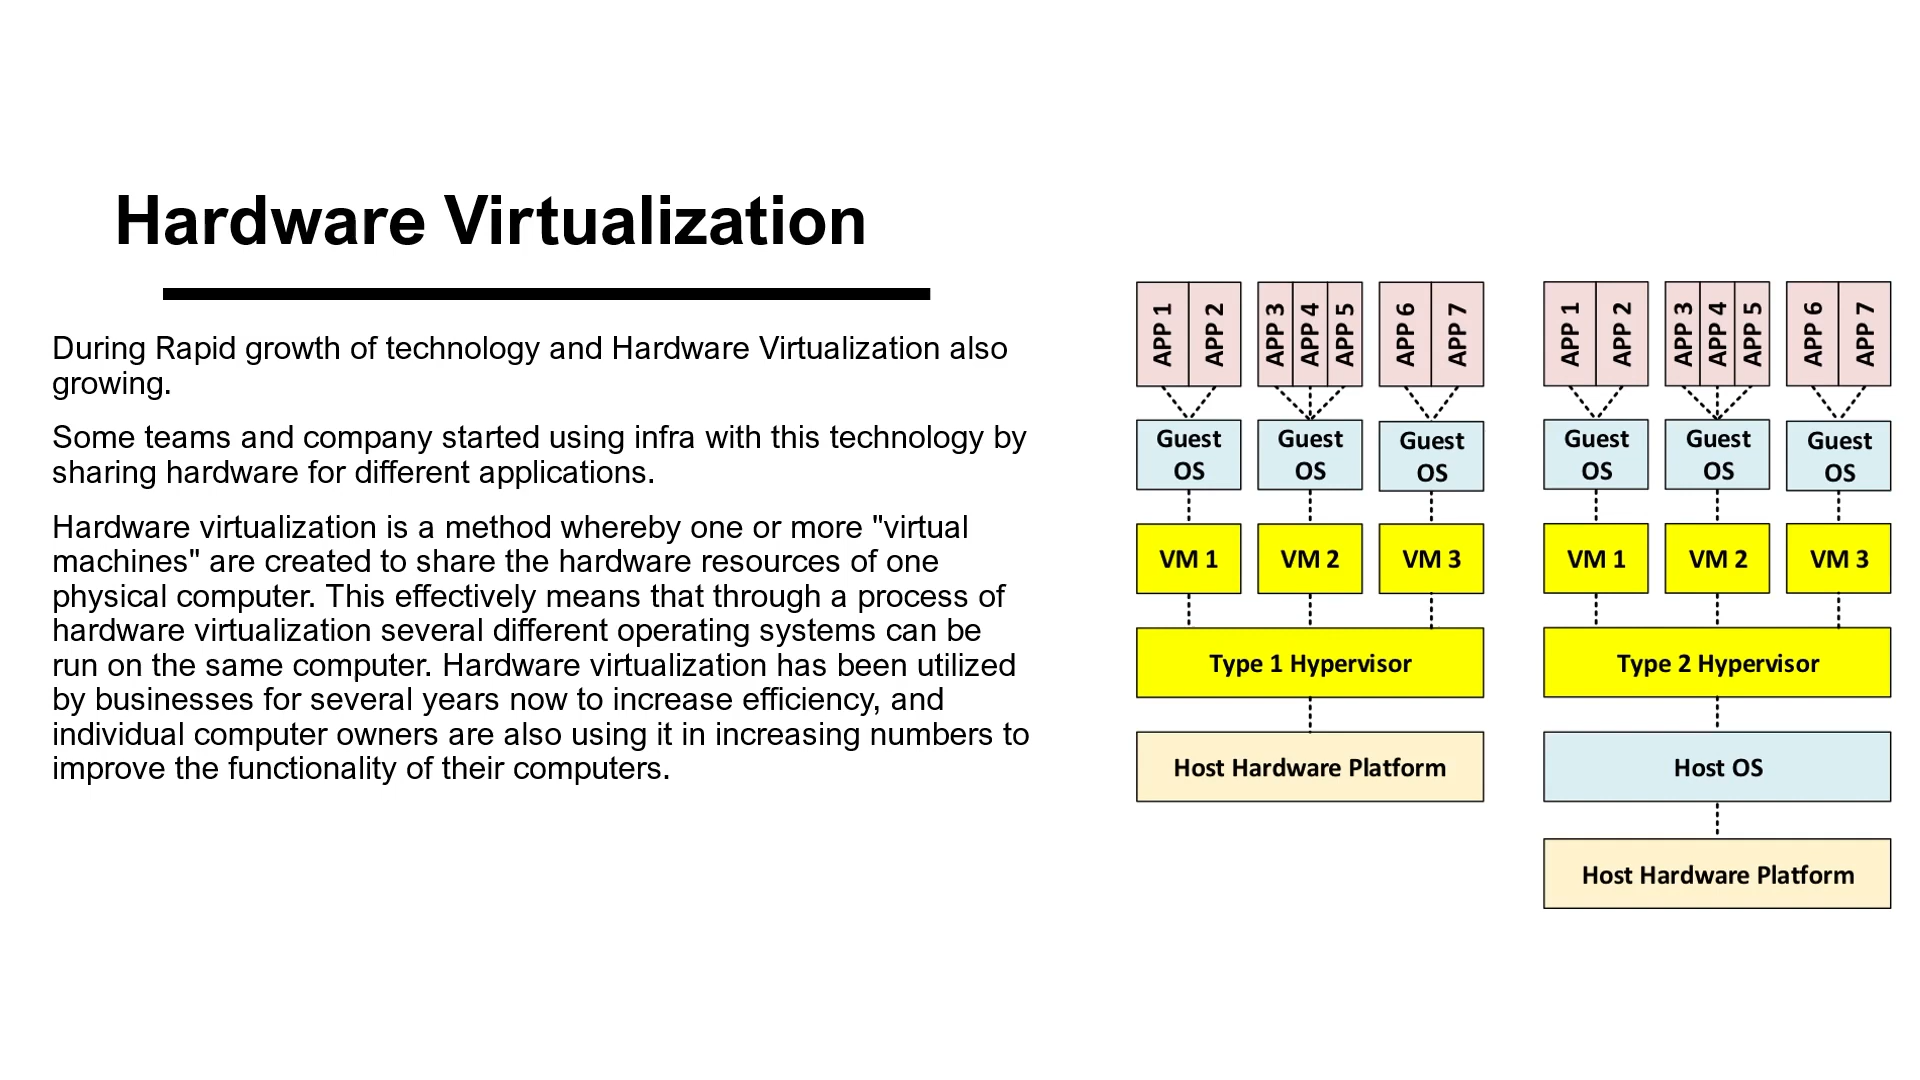 Hardware Virtualization
During Rapid growth of technology and Hardware Virtualization also
growing.
Some teams and company started using infra with this technology by
sharing hardware for different applications.
Hardware virtualization is a method whereby one or more "virtual
machines" are created to share the hardware resources of one
physical computer. This effectively means that through a process of
hardware virtualization several different operating systems can be
run on the same computer. Hardware virtualization has been utilized
by businesses for several years now to increase efficiency, and
individual computer owners are also using it in increasing numbers to
improve the functionality of their computers.
APP 1
APP 2
APP 3
APP 4
APP 5
APP 6
APP 7
Guest
OS
Guest
OS
Guest
OS
VM 1
VM 2
VM 3
Type 1 Hypervisor
Host Hardware Platform
APP 1
APP 2
APP 3
APP 4
APP 5
APP 6
APP 7
Guest
OS
Guest
OS
Guest
OS
VM 1
VM 2
VM 3
Type 2 Hypervisor
Host OS
Host Hardware Platform